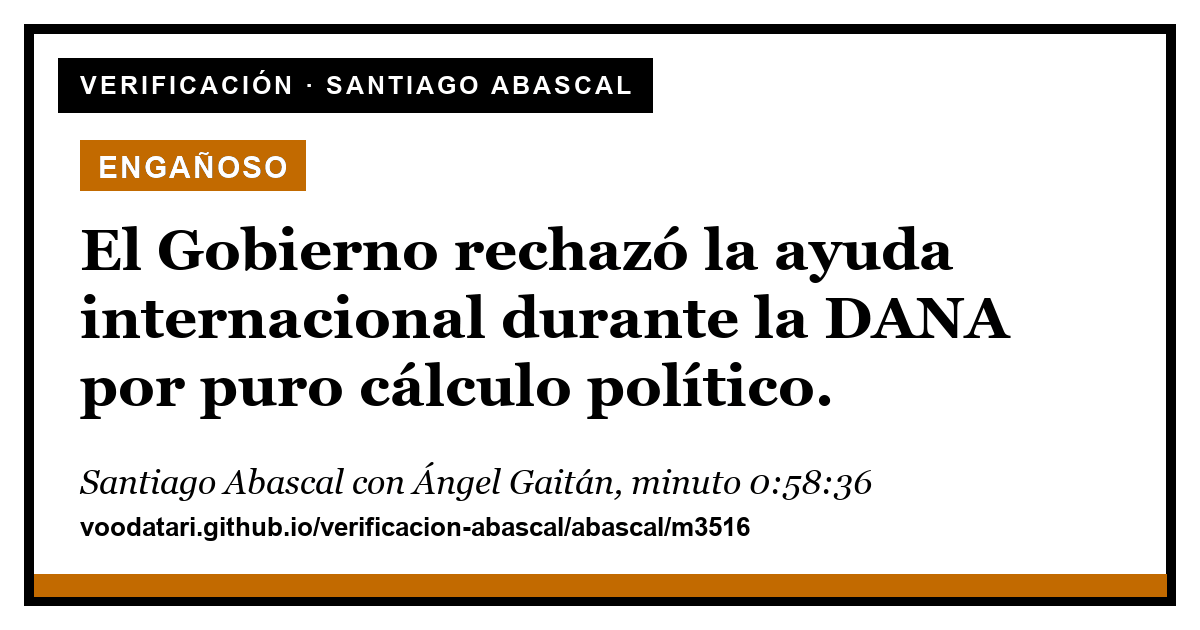 VERIFICACIÓN · SANTIAGO ABASCAL
ENGAÑOSO
El Gobierno rechazó la ayuda
internacional durante la DANA
por puro cálculo político.
Santiago Abascal con Ángel Gaitán, minuto 0:58:36
voodatari.github.io/verificacion-abascal/abascal/m3516